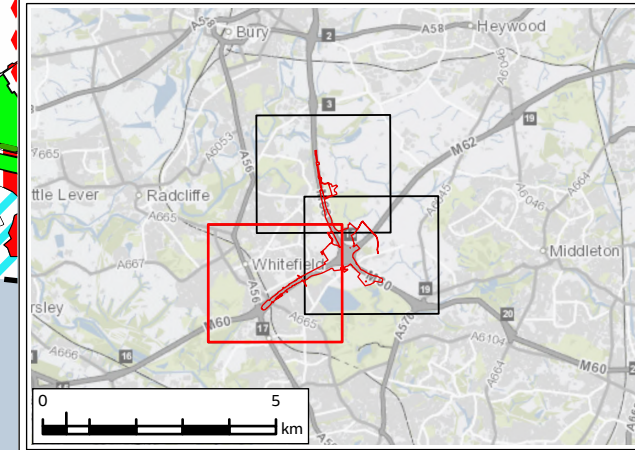 A58
Bury
2
A58
Heywood
A6046
3
19
7665
A6053
A56
M62
ttle Lever
Radcliffe
A6046
A664
A665
Middleton
A667
Whitefield
M60
A56
19
rsley
M60
17
A665
A576
20
A6104
A666
16
A664
M60
0
5
km